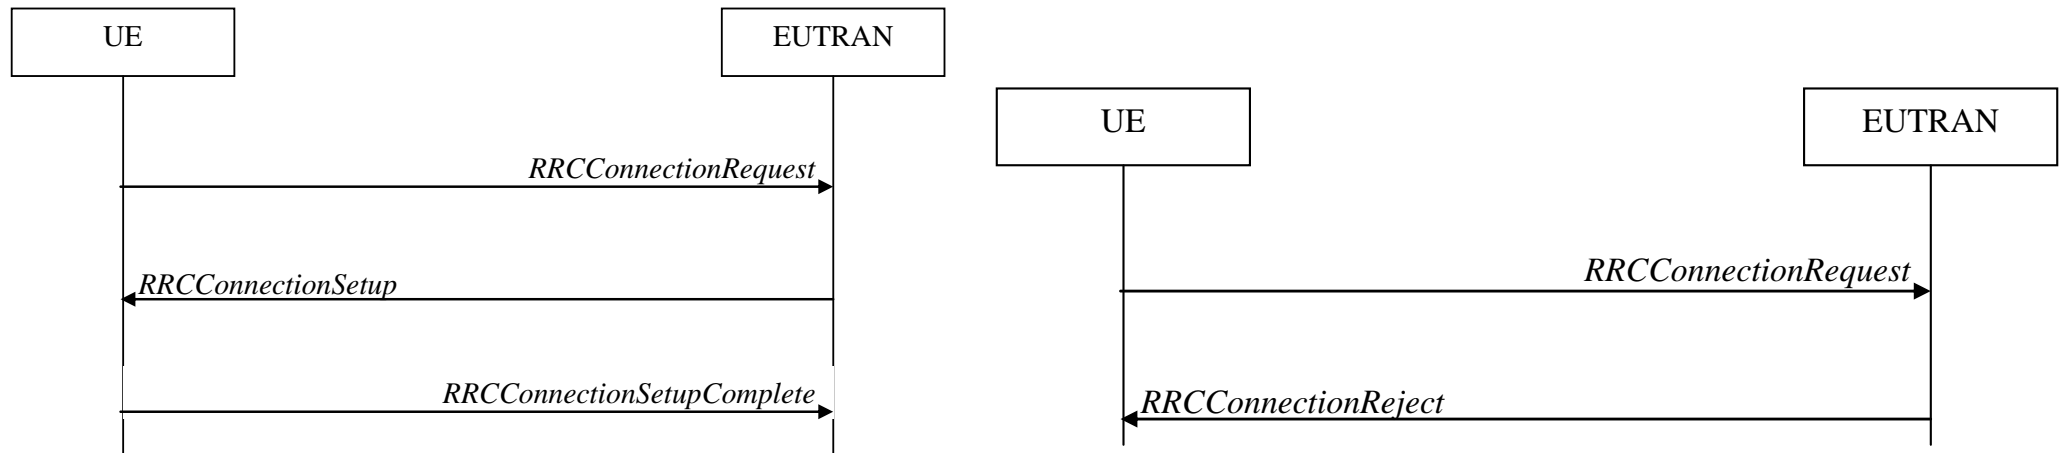 UE
EUTRAN
RRCConnectionRequest
RRCConnectionSetup
RRCConnectionSetupComplete
UE
EUTRAN
RRCConnectionRequest
RRCConnectionReject